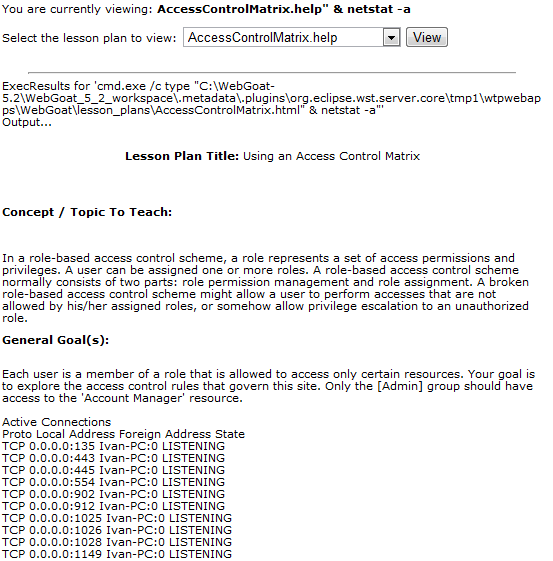 You are currently viewing: AccessControlMatrix.help" & netstat -a
Select the lesson plan to view: AccessControlMatrix.help View
ExecResults for 'cmd.exe /c type "C:\WebGoat-
5.2\WebGoat_5_2_workspace\.metadata\.plugins\org.eclipse.wst.server.core\tmp1\wtpwebap
ps\WebGoat\lesson_plans\AccessControlMatrix.html" & netstat -a"'
Output...
Lesson Plan Title: Using an Access Control Matrix
Concept / Topic To Teach:
In a role-based access control scheme, a role represents a set of access permissions and
privileges. A user can be assigned one or more roles. A role-based access control scheme
normally consists of two parts: role permission management and role assignment. A broken
role-based access control scheme might allow a user to perform accesses that are not
allowed by his/her assigned roles, or somehow allow privilege escalation to an unauthorized
role.
General Goal(s):
Each user is a member of a role that is allowed to access only certain resources. Your goal is
to explore the access control rules that govern this site. Only the [Admin] group should have
access to the 'Account Manager' resource.
Active Connections
Proto Local Address Foreign Address State
TCP 0.0.0.0:135 Ivan-PC:0 LISTENING
TCP 0.0.0.0:443 Ivan-PC:0 LISTENING
TCP 0.0.0.0:445 Ivan-PC:0 LISTENING
TCP 0.0.0.0:554 Ivan-PC:0 LISTENING
TCP 0.0.0.0:902 Ivan-PC:0 LISTENING
TCP 0.0.0.0:912 Ivan-PC:0 LISTENING
TCP 0.0.0.0:1025 Ivan-PC:0 LISTENING
TCP 0.0.0.0:1026 Ivan-PC:0 LISTENING
TCP 0.0.0.0:1028 Ivan-PC:0 LISTENING
TCP 0.0.0.0:1149 Ivan-PC:0 LISTENING